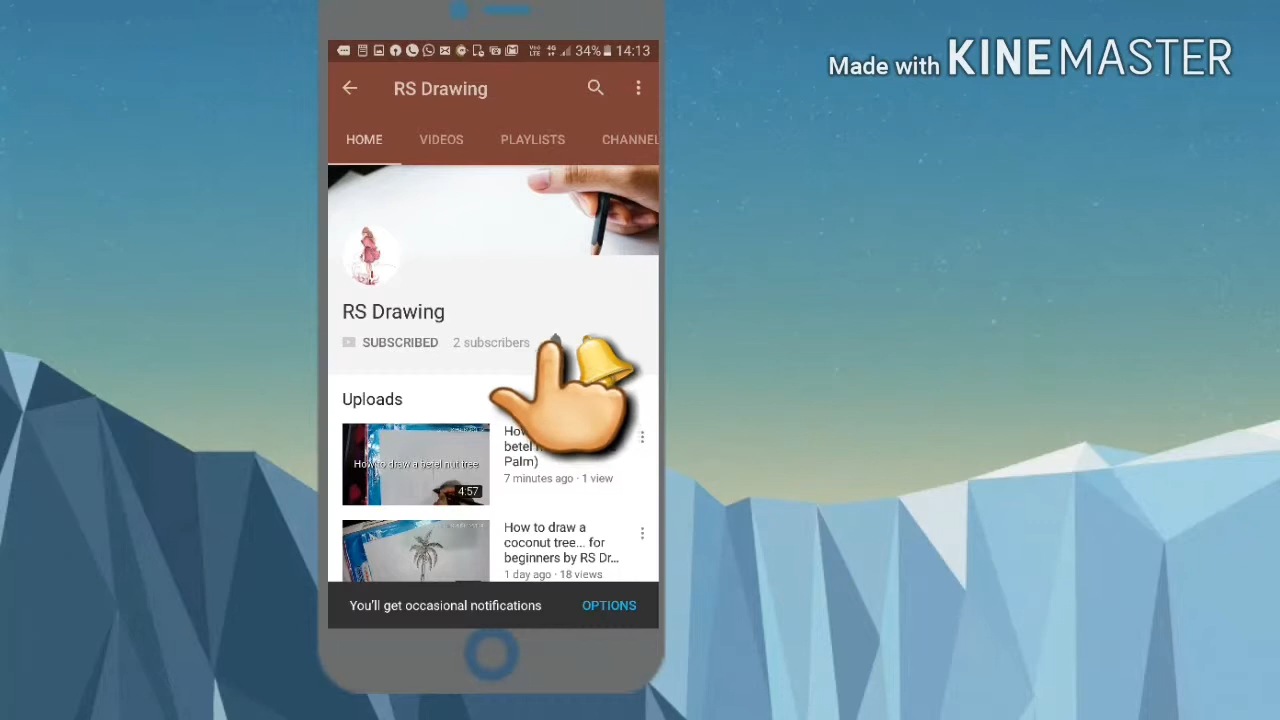 Made with KINEMASTER
34% 14:13
RS Drawing
HOME VIDEOS PLAYLISTS CHANNEL
RS Drawing
SUBSCRIBED 2 subscribers
Uploads
How to draw a betel nut tree
4:57
betel
Palm)
7 minutes ago · 1 view
How to draw a
coconut tree... for
beginners by RS Dr...
1 day ago · 18 views
You'll get occasional notifications OPTIONS